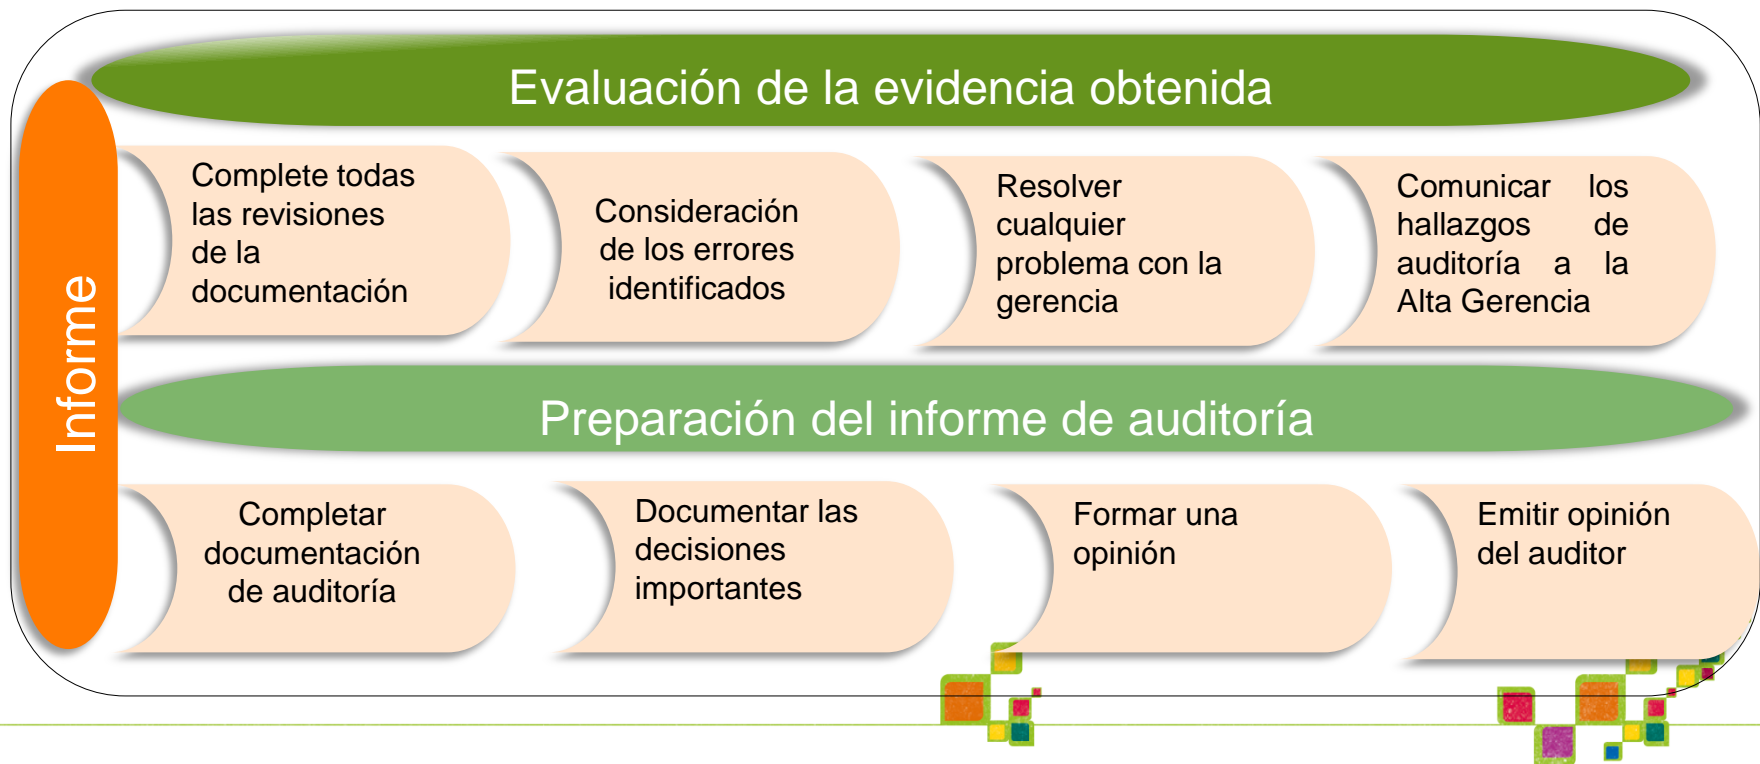 Informe
Evaluación de la evidencia obtenida
Complete todas
las revisiones
de la
documentación
Consideración
de los errores
identificados
Resolver
cualquier
problema con la
gerencia
Comunicar los
hallazgos de
auditoría a la
Alta Gerencia
Preparación del informe de auditoría
Completar
documentación
de auditoría
Documentar las
decisiones
importantes
Formar una
opinión
Emitir opinión
del auditor